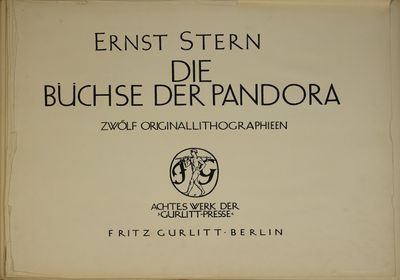 ERNST STERN
DIE
BÜCHSE DER PANDORA
ZWÖLF ORIGINALLITHOGRAPHIEEN
F G
ACHTES WERK DER
›GURLITT-PRESSE‹
FRITZ GURLITT · BERLIN